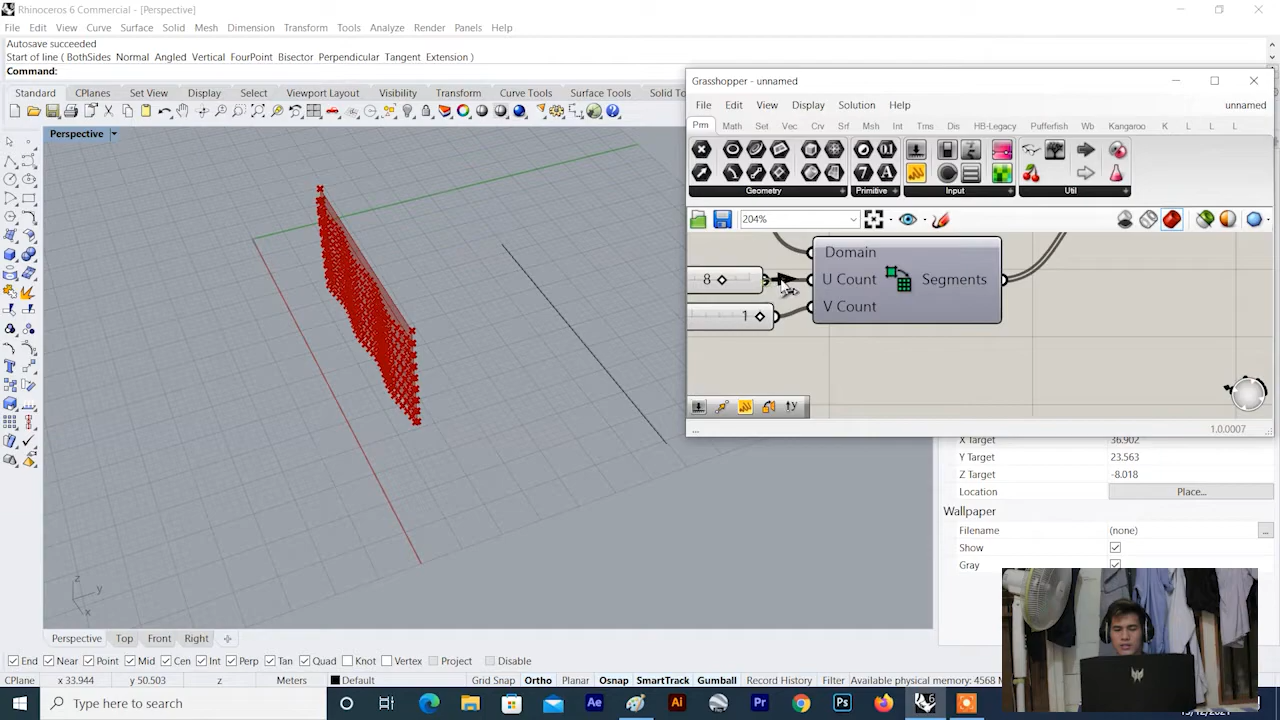 Rhinoceros 6 Commercial - [Perspective]
File Edit View Curve Surface Solid Mesh Dimension Transform Tools Analyze Render Panels Help
Autosave succeeded
Start of line ( BothSides Normal Angled Vertical FourPoint Bisector Perpendicular Tangent Extension )
Command:
Standard CPlanes Set View Display Select Viewport Layout Visibility Transform Curve Tools Surface Tools
Perspective
Grasshopper - unnamed
File Edit View Display Solution Help unnamed
Prm Math Set Vec Crv Srf Msh Int Trns Dis HB-Legacy Pufferfish Wb Kangaroo K L L L
Geometry Primitive Input Util
204%
Domain
8 U Count Segments
1 V Count
...
1.0.0007
X Target 36.902
Y Target 23.563
Z Target -8.018
Location Place...
Wallpaper
Filename (none) ...
Show
Gray
z
y
x
Perspective Top Front Right
End Near Point Mid Cen Int Perp Tan Quad Knot Vertex Project Disable
CPlane x 33.944 y 50.503 z Meters Default Grid Snap Ortho Planar Osnap SmartTrack Gumball Record History Filter Available physical memory: 4568 M
Type here to search
15/12/2021